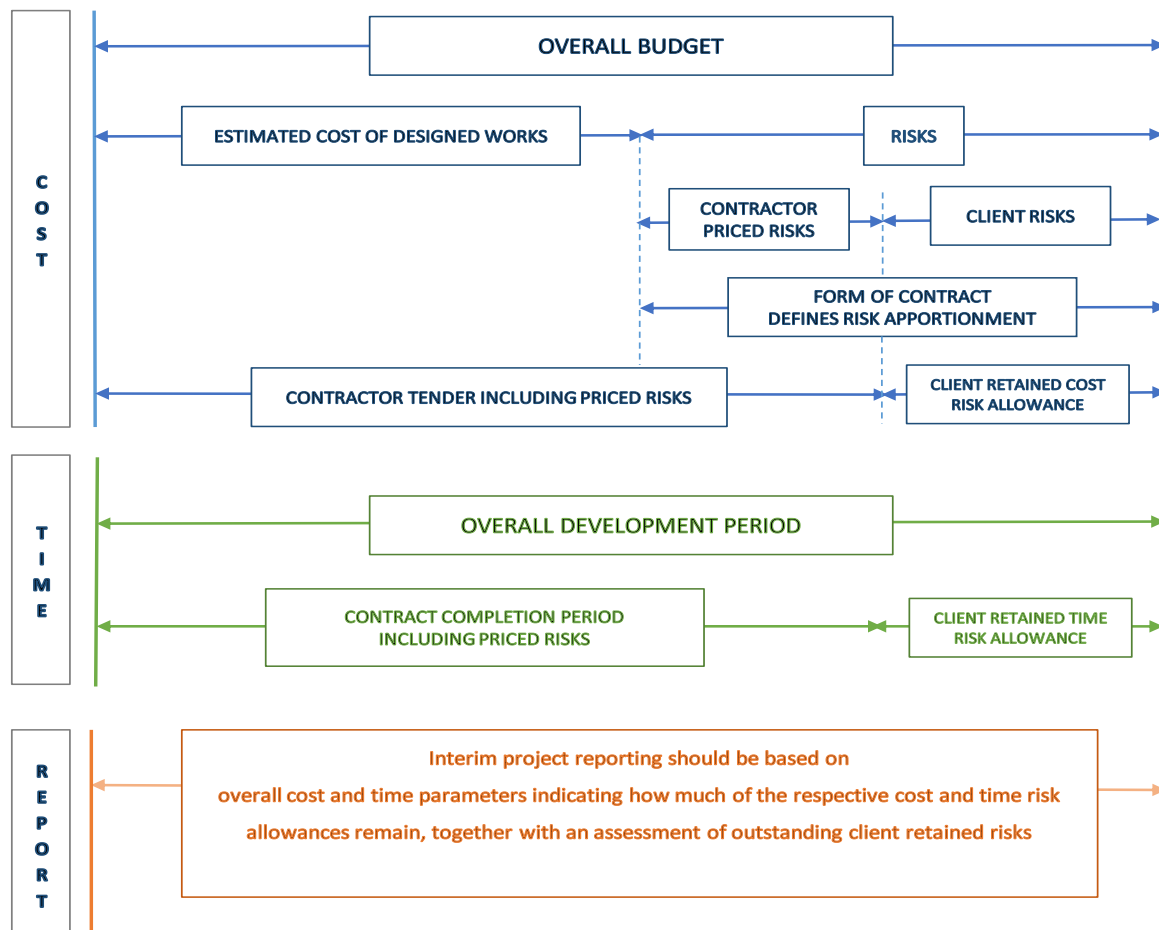 COST
OVERALL BUDGET
ESTIMATED COST OF DESIGNED WORKS
RISKS
CONTRACTOR
PRICED RISKS
CLIENT RISKS
FORM OF CONTRACT
DEFINES RISK APPORTIONMENT
CONTRACTOR TENDER INCLUDING PRICED RISKS
CLIENT RETAINED COST
RISK ALLOWANCE
TIME
OVERALL DEVELOPMENT PERIOD
CONTRACT COMPLETION PERIOD
INCLUDING PRICED RISKS
CLIENT RETAINED TIME
RISK ALLOWANCE
REPORT
Interim project reporting should be based on
overall cost and time parameters indicating how much of the respective cost and time risk
allowances remain, together with an assessment of outstanding client retained risks